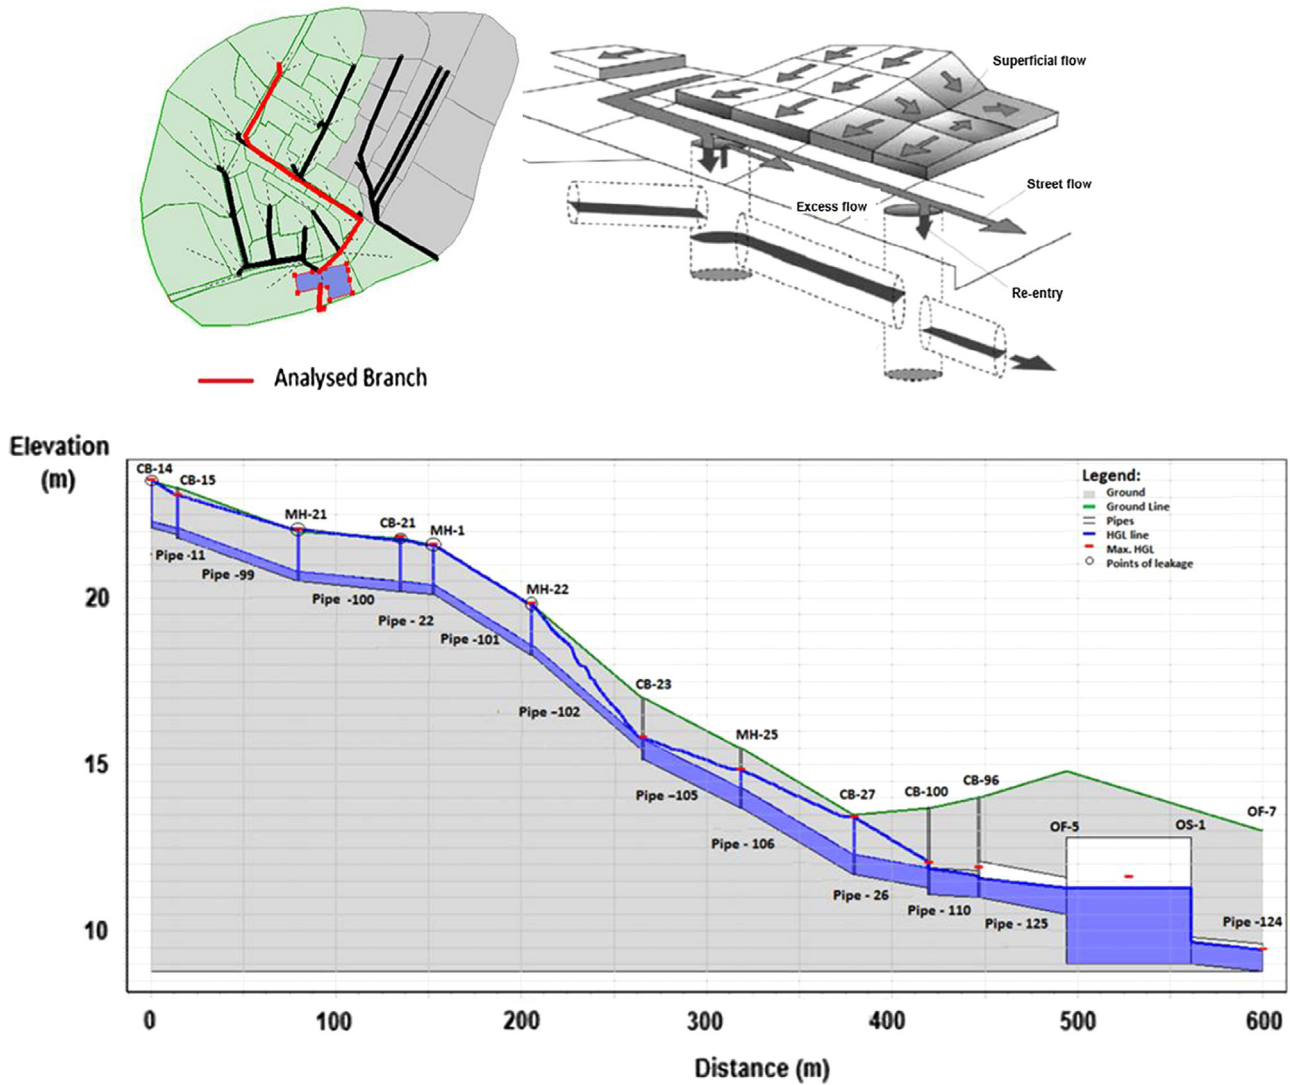 Superficial flow
Street flow
Excess flow
Re-entry
Analysed Branch
Elevation
(m)
CB-14
CB-15
MH-21
CB-21
MH-1
MH-22
CB-23
MH-25
CB-27
CB-100
CB-96
OF-5
OS-1
OF-7
Pipe -11
Pipe -99
Pipe -100
Pipe - 22
Pipe -101
Pipe –102
Pipe –105
Pipe - 106
Pipe - 26
Pipe - 110
Pipe - 125
Pipe -124
Legend:
Ground
Ground Line
Pipes
HGL line
Max. HGL
Points of leakage
20
15
10
0 100 200 300 400 500 600
Distance (m)